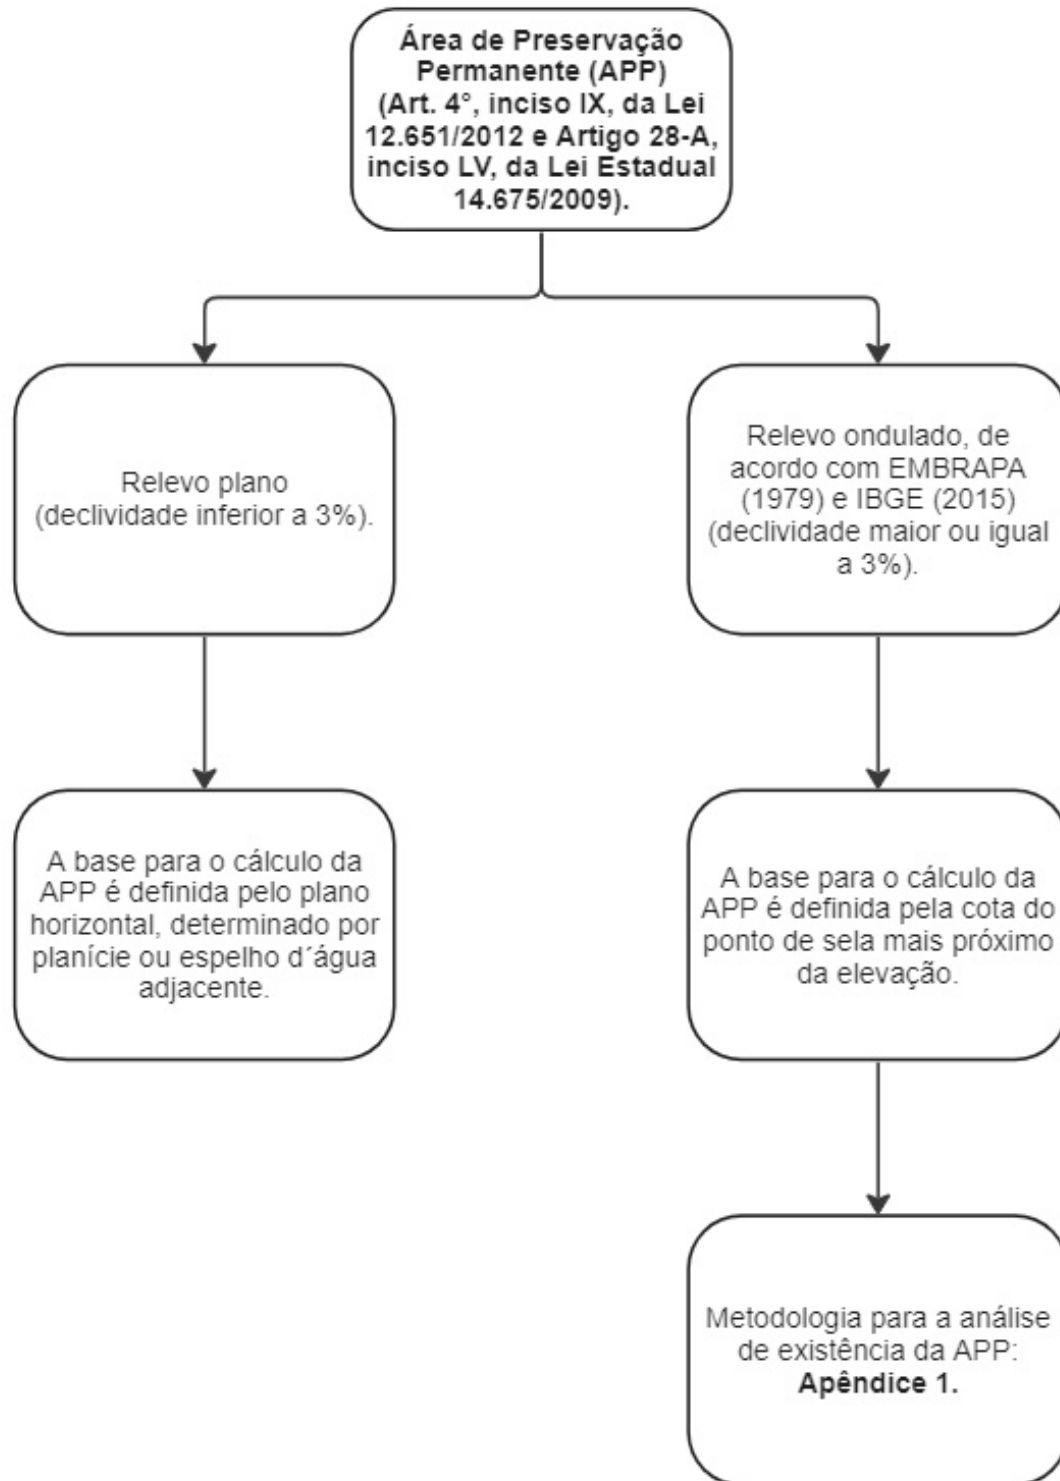 Área de Preservação
Permanente (APP)
(Art. 4°, inciso IX, da Lei
12.651/2012 e Artigo 28-A,
inciso LV, da Lei Estadual
14.675/2009).
Relevo plano
(declividade inferior a 3%).
Relevo ondulado, de
acordo com EMBRAPA
(1979) e IBGE (2015)
(declividade maior ou igual
a 3%).
A base para o cálculo da
APP é definida pelo plano
horizontal, determinado por
planície ou espelho d´água
adjacente.
A base para o cálculo da
APP é definida pela cota do
ponto de sela mais próximo
da elevação.
Metodologia para a análise
de existência da APP:
Apêndice 1.